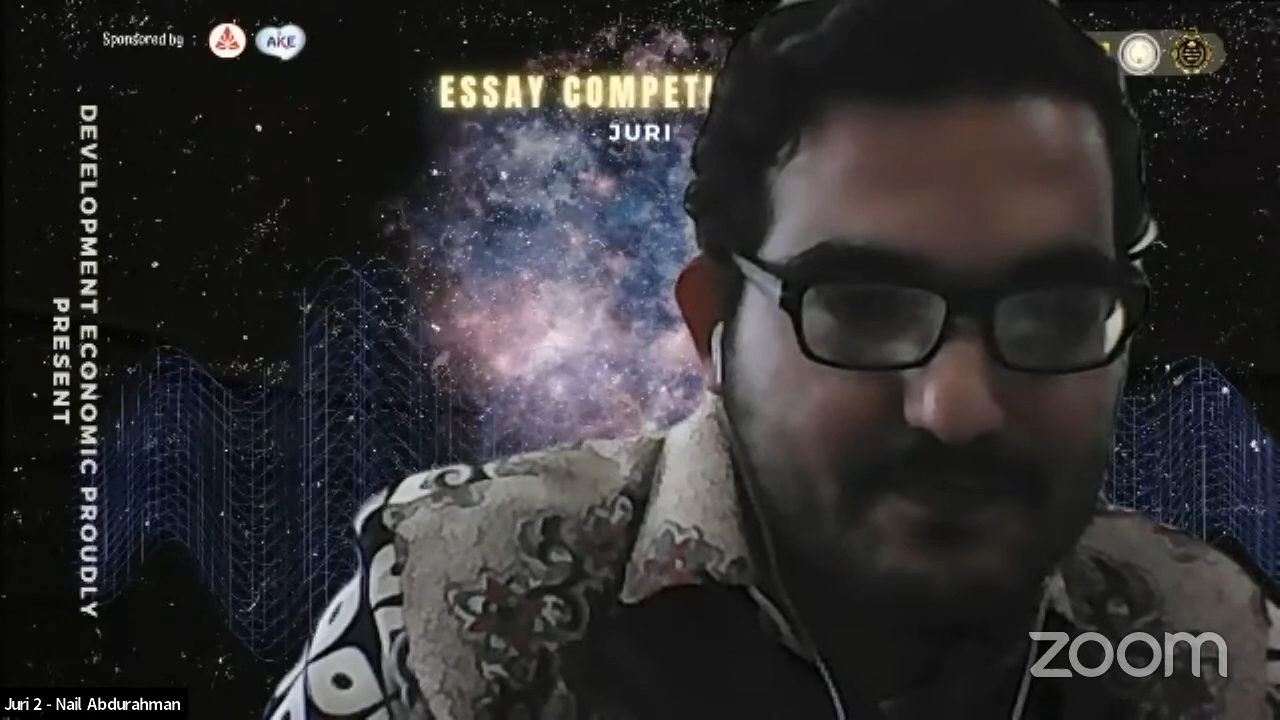 Sponsored by :
AKE
ESSAY COMPETI
JURI
DEVELOPMENT ECONOMIC PROUDLY
PRESENT
zoom
Juri 2 - Nail Abdurahman